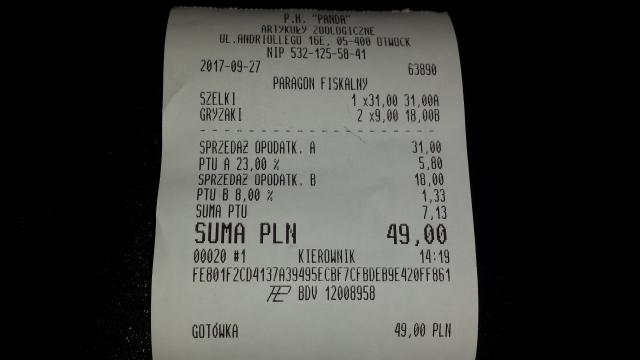 P.H. "PANDA"
ARTYKUŁY ZOOLOGICZNE
UL.ANDRIOLLEGO 16E, 05-400 OTWOCK
NIP 532-125-58-41
2017-09-27 63890
PARAGON FISKALNY
SZELKI 1 x31,00 31,00A
GRYZAKI 2 x9,00 18,00B
SPRZEDAŻ OPODATK. A 31,00
PTU A 23,00 % 5,80
SPRZEDAŻ OPODATK. B 18,00
PTU B 8,00 % 1,33
SUMA PTU 7,13
SUMA PLN 49,00
00020 #1 KIEROWNIK 14:19
FE801F2CD4137A39495ECBF7CFBDEB9E420FF861
BDV 12008958
GOTÓWKA 49,00 PLN